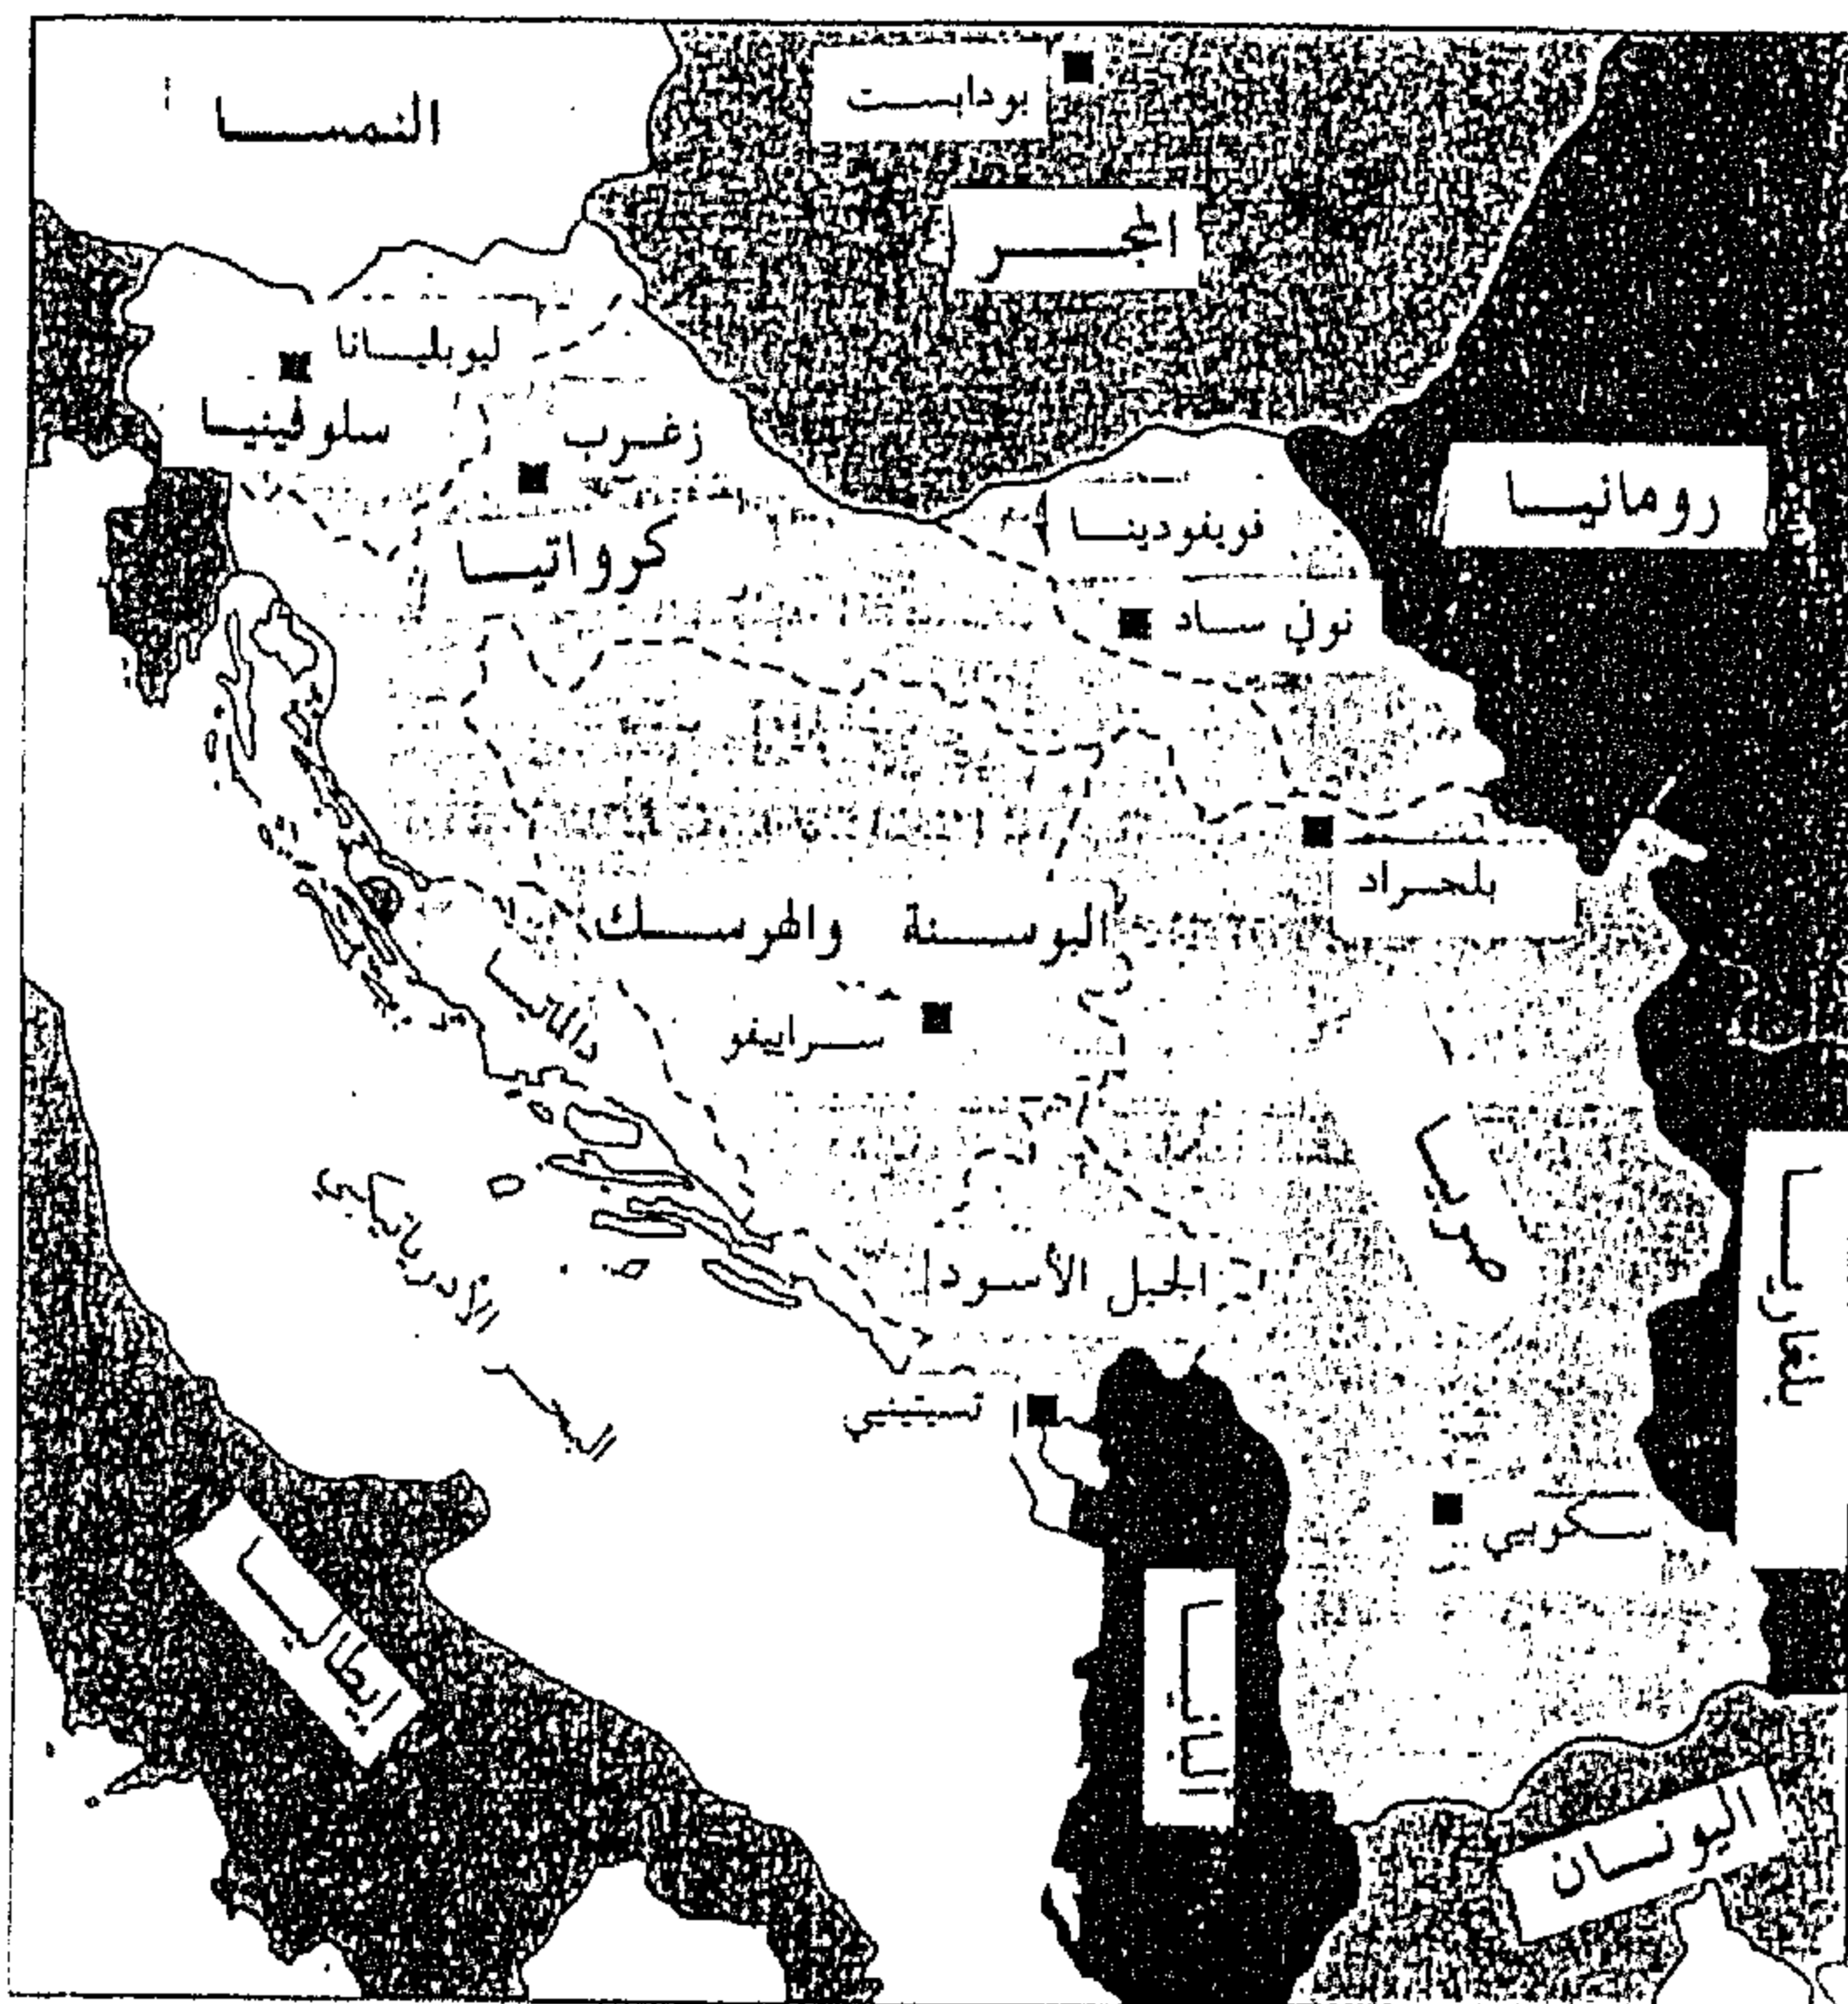 النمسا
بودابست
المجر
ليوبليانا
سلوفينيا
زغرب
كرواتيا
رومانيا
فويفودينا
نوفي ساد
بلجراد
البوسنة والهرسك
سراييفو
دالماتيا
صربيا
بلغاريا
الجبل الأسود
البحر الأدرياتيكي
تسيتيني
سكوبي
ألبانيا
إيطاليا
اليونان